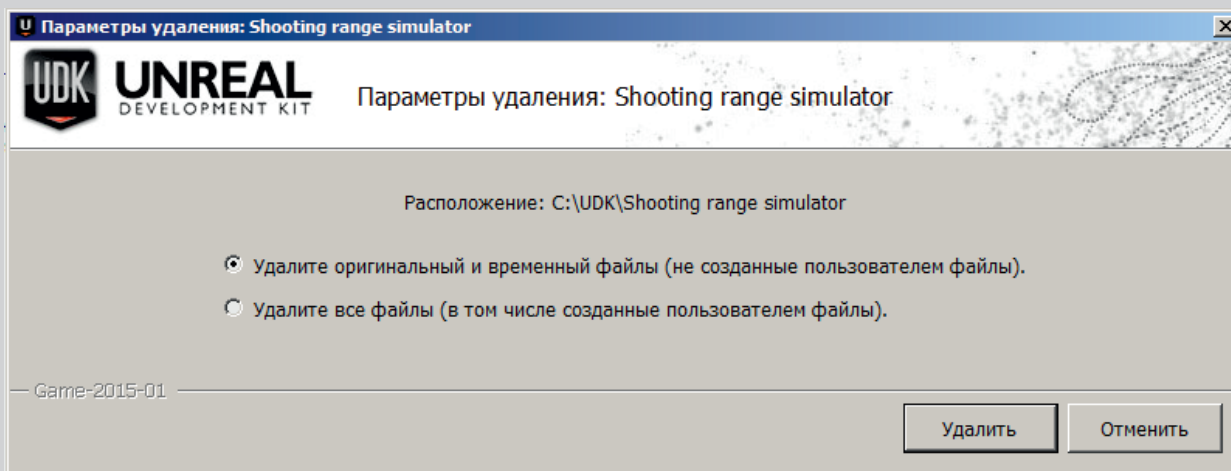 Параметры удаления: Shooting range simulator
UDK
UNREAL
DEVELOPMENT KIT
Параметры удаления: Shooting range simulator
Расположение: C:\UDK\Shooting range simulator
Удалите оригинальный и временный файлы (не созданные пользователем файлы).
Удалите все файлы (в том числе созданные пользователем файлы).
Game-2015-01
Удалить
Отменить